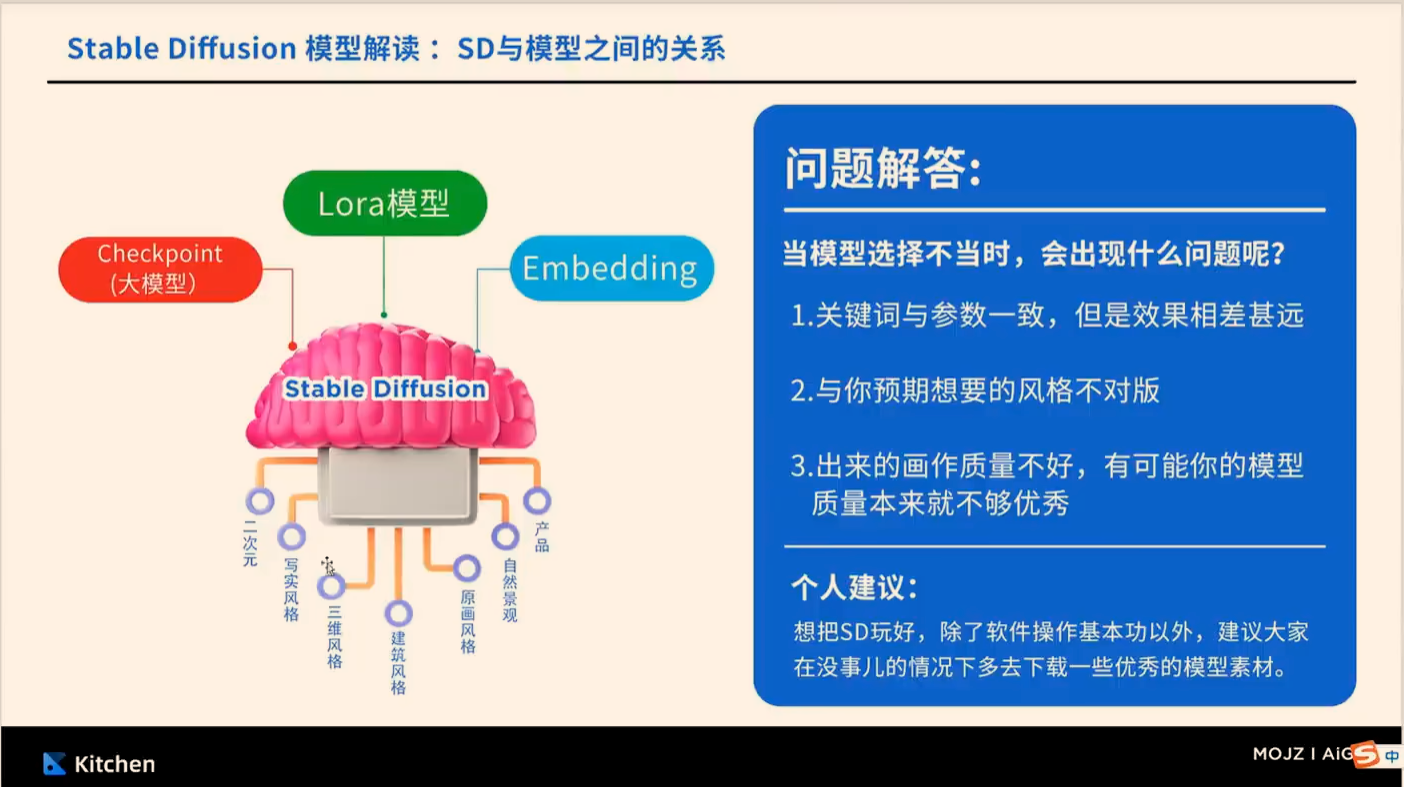 Stable Diffusion 模型解读 ：SD与模型之间的关系
Lora模型
Checkpoint
(大模型）
Embedding
Stable Diffusion
二次元
写实风格
三维风格
建筑风格
原画风格
自然景观
产品
问题解答:
当模型选择不当时，会出现什么问题呢?
1.关键词与参数一致，但是效果相差甚远
2.与你预期想要的风格不对版
3.出来的画作质量不好，有可能你的模型
质量本来就不够优秀
个人建议：
想把SD玩好，除了软件操作基本功以外，建议大家
在没事儿的情况下多去下载一些优秀的模型素材。
Kitchen
MOJZ I AiG
中